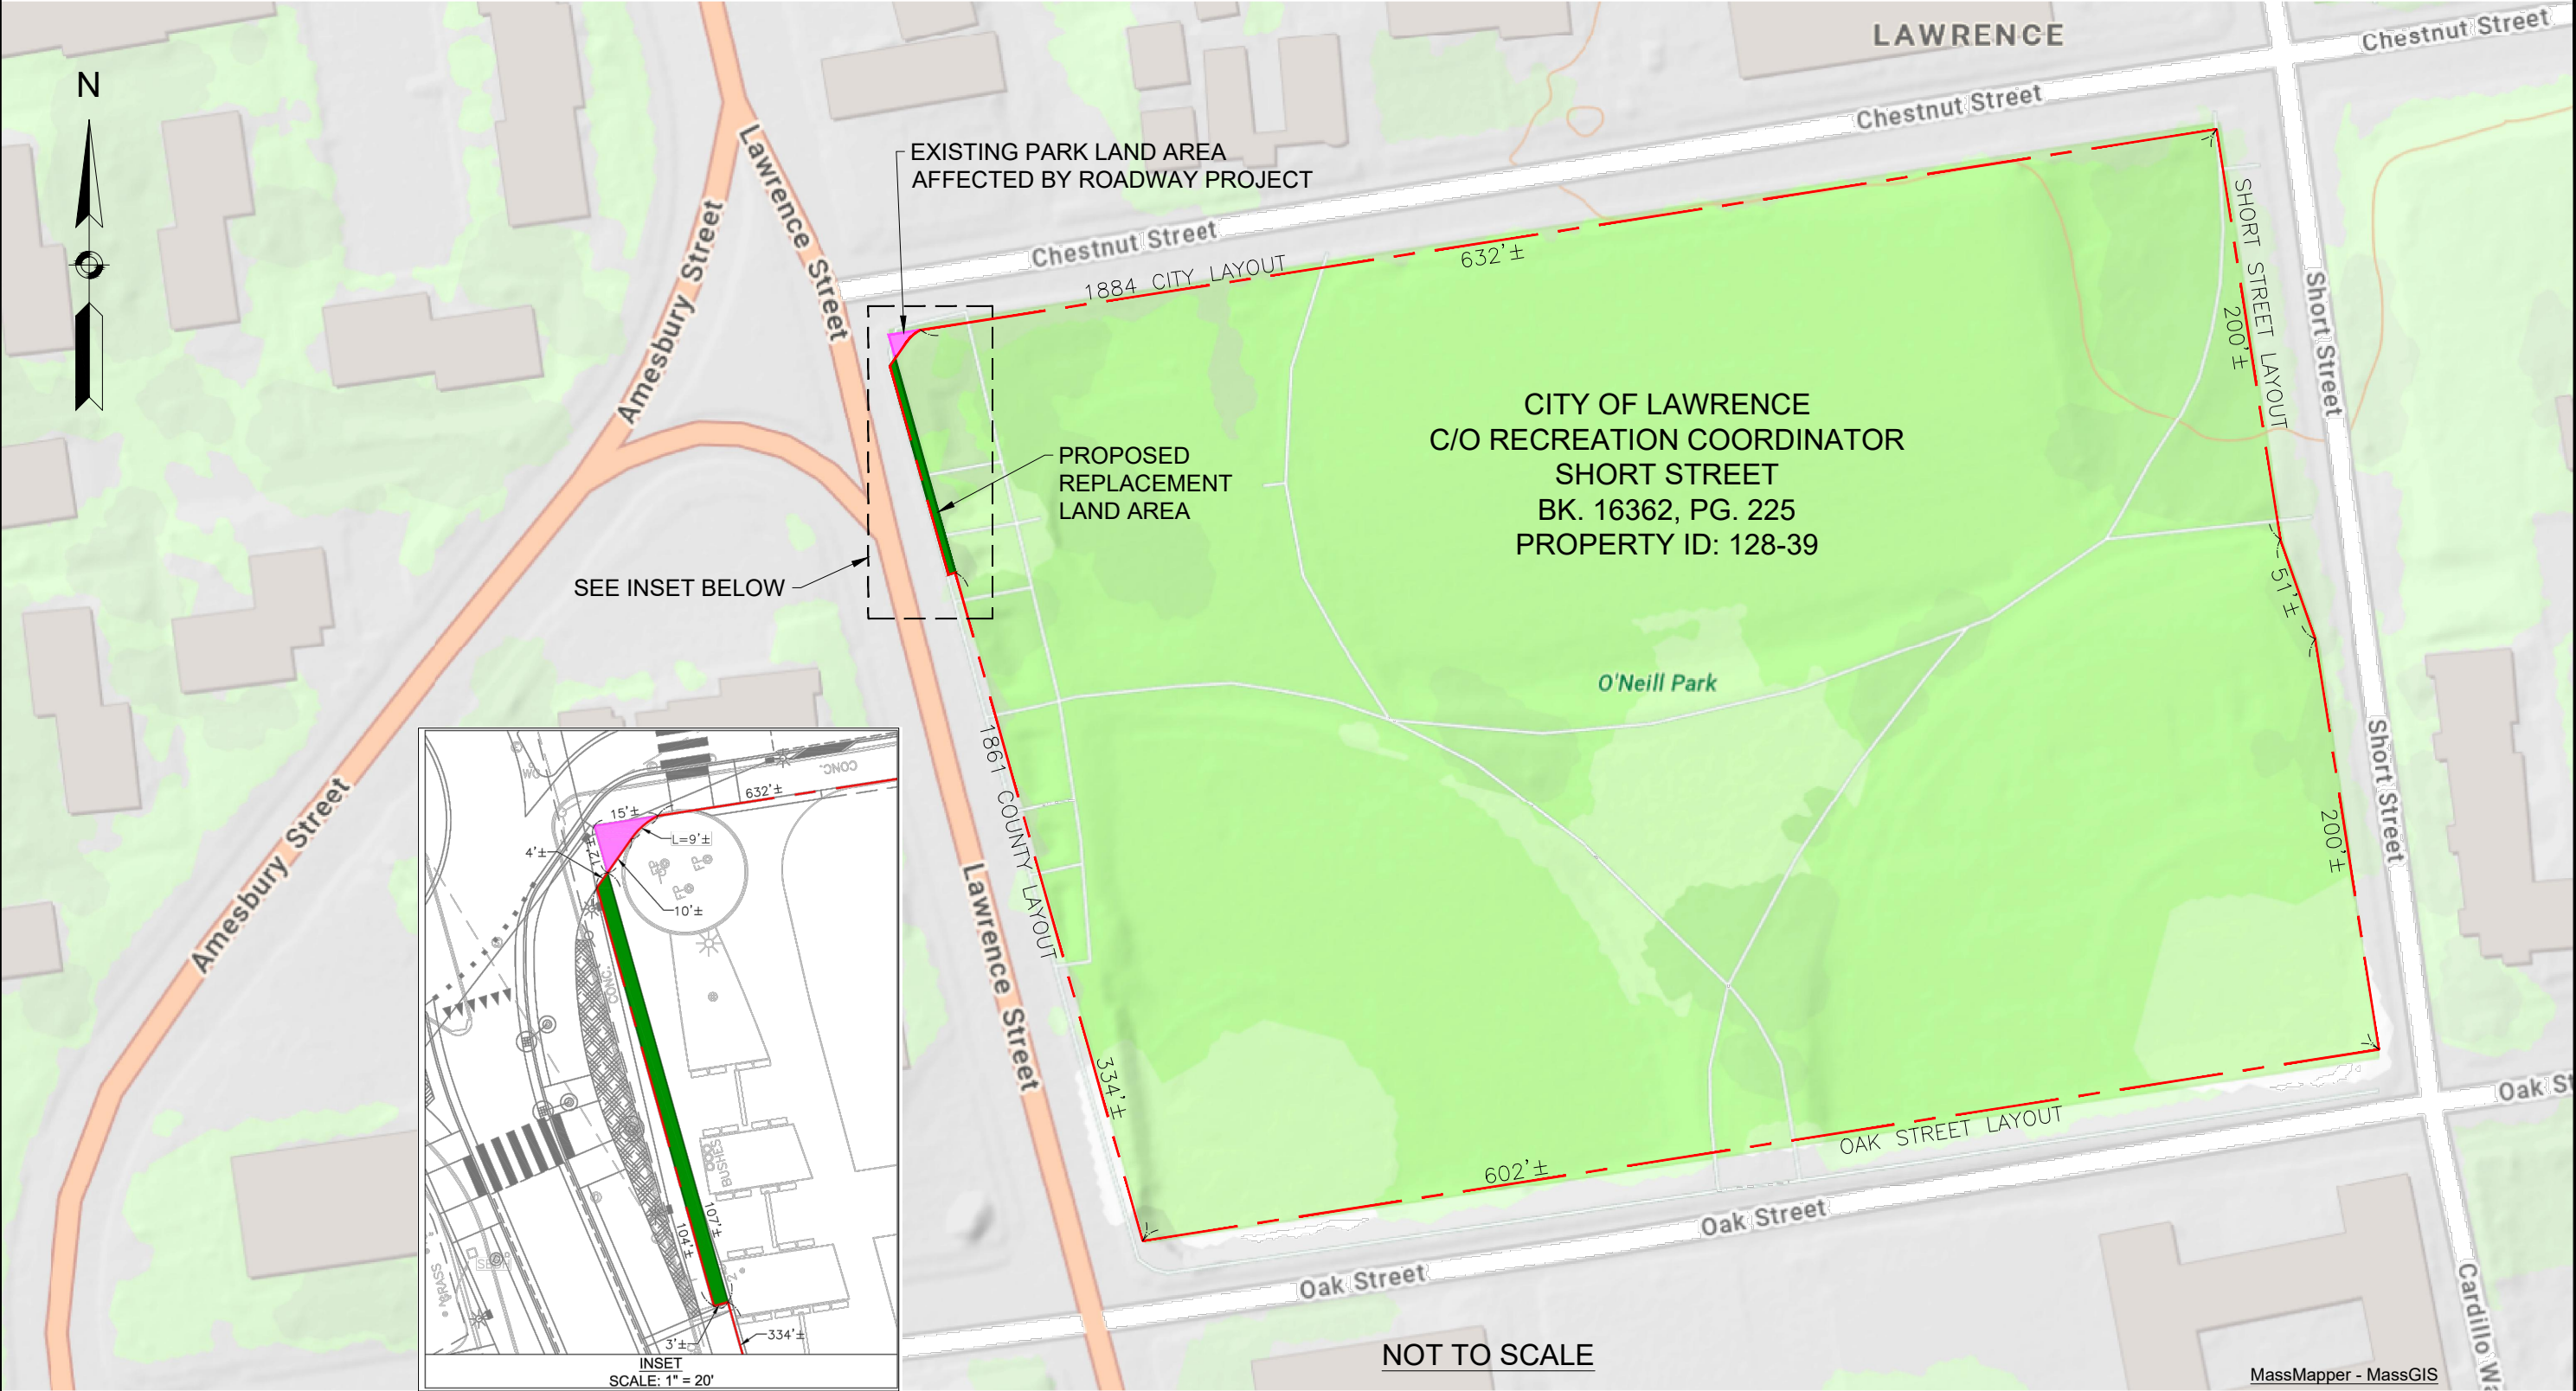 LAWRENCE
Chestnut Street
N
Chestnut Street
Lawrence Street
EXISTING PARK LAND AREA
AFFECTED BY ROADWAY PROJECT
Chestnut Street
Amesbury Street
SHORT STREET LAYOUT
1884 CITY LAYOUT
632'±
200'±
Short Street
CITY OF LAWRENCE
C/O RECREATION COORDINATOR
SHORT STREET
BK. 16362, PG. 225
PROPERTY ID: 128-39
PROPOSED
REPLACEMENT
LAND AREA
SEE INSET BELOW
51'±
O'Neill Park
1861 COUNTY LAYOUT
Short Street
200'±
Amesbury Street
Lawrence Street
334'±
OAK STREET LAYOUT
602'±
Oak St
Oak Street
Oak Street
Cardillo Wa
CONC.
632'±
15'±
L=9'±
12'±
4'±
10'±
CONC.
BUSHES
107'±
104'±
GRASS
3'±
334'±
INSET
SCALE: 1" = 20'
NOT TO SCALE
MassMapper - MassGIS